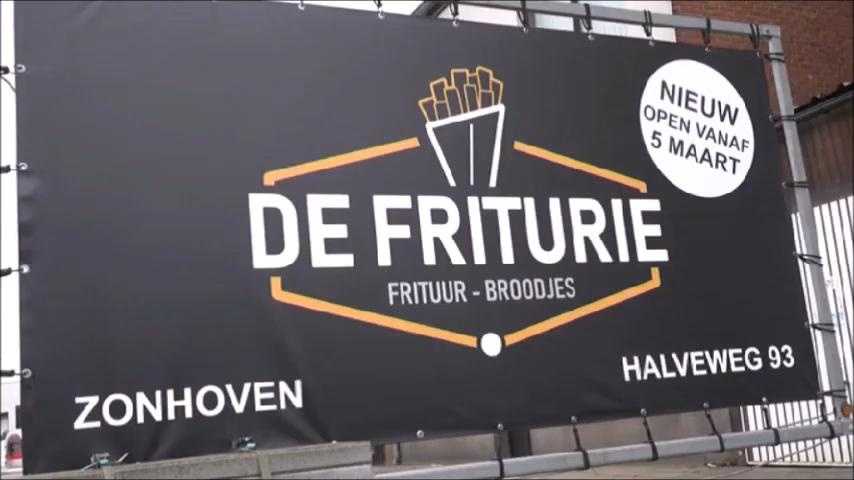 NIEUW
OPEN VANAF
5 MAART
DE FRITURIE
FRITUUR - BROODJES
HALVEWEG 93
ZONHOVEN